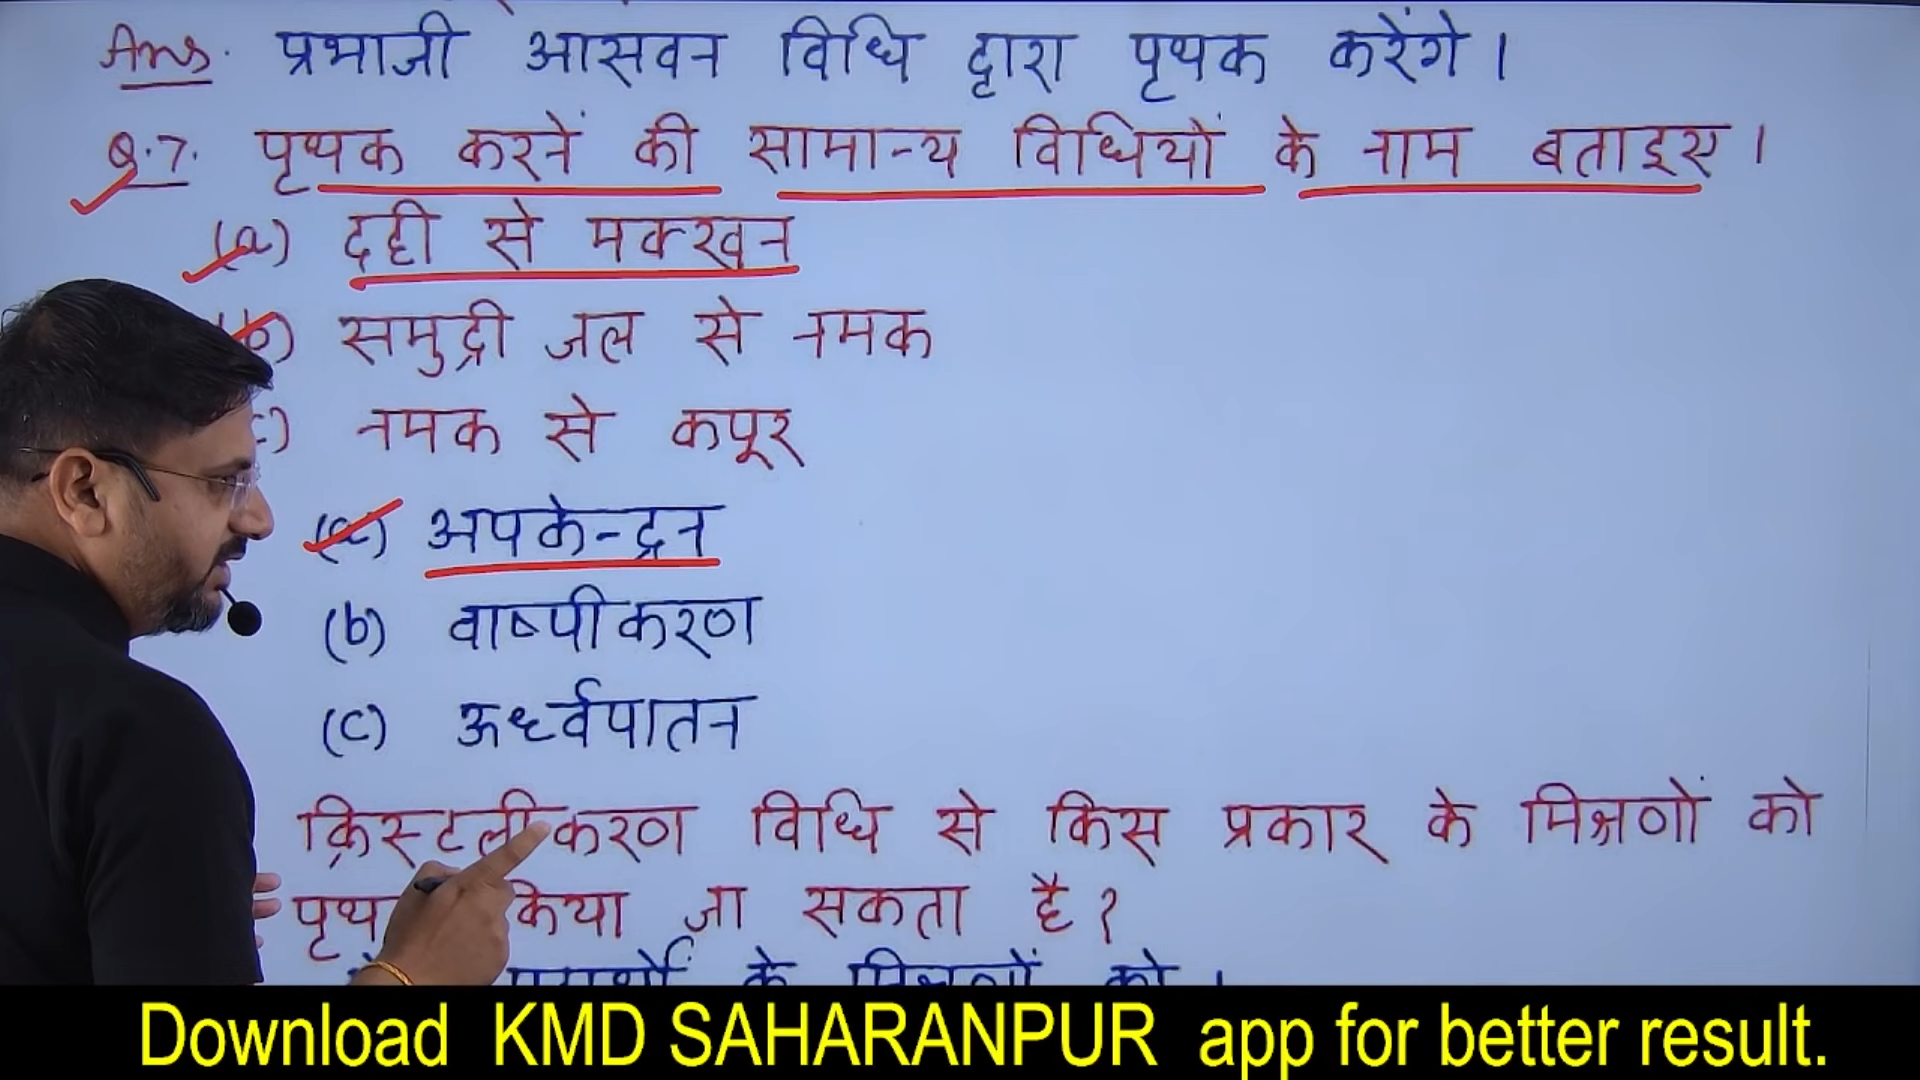 Ans. प्रभाजी आसवन विधि द्वारा पृथक करेंगे।
Q.7. पृथक करनें की सामान्य विधियों के नाम बताइए।
(a) दही से मक्खन
(b) समुद्री जल से नमक
नमक से कपूर
(a) अपकेन्द्रन
(b) वाष्पीकरण
(c) ऊर्ध्वपातन
क्रिस्टलीकरण विधि से किस प्रकार के मिश्रणों को
किया जा सकता है?
के मिश्रणों को।
Download KMD SAHARANPUR app for better result.